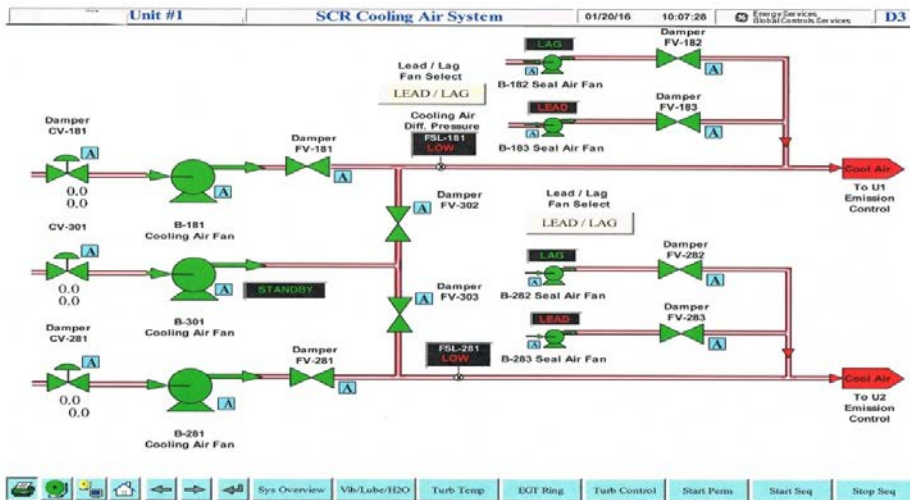 Unit #1
SCR Cooling Air System
01/20/16
10:07:28
GE
Energy Services
Global Controls Services
D3
Lead / Lag
Fan Select
LEAD / LAG
Cooling Air
Diff. Pressure
FSL-181
LOW
LAG
A
B-182 Seal Air Fan
Damper
FV-182
A
LEAD
A
B-183 Seal Air Fan
Damper
FV-183
A
Damper
CV-181
A
0.0
0.0
A
B-181
Cooling Air Fan
Damper
FV-181
A
Cool Air
To U1
Emission
Control
A
Damper
FV-302
CV-301
A
0.0
0.0
A
B-301
Cooling Air Fan
STANDBY
A
Damper
FV-303
Lead / Lag
Fan Select
LEAD / LAG
LAG
A
B-282 Seal Air Fan
Damper
FV-282
A
LEAD
A
B-283 Seal Air Fan
Damper
FV-283
A
Damper
CV-281
A
0.0
0.0
A
B-281
Cooling Air Fan
Damper
FV-281
A
FSL-281
LOW
Cool Air
To U2
Emission
Control
Sys Overview
Vib/Lube/H2O
Turb Temp
EGT Ring
Turb Control
Start Perm
Start Seq
Stop Seq